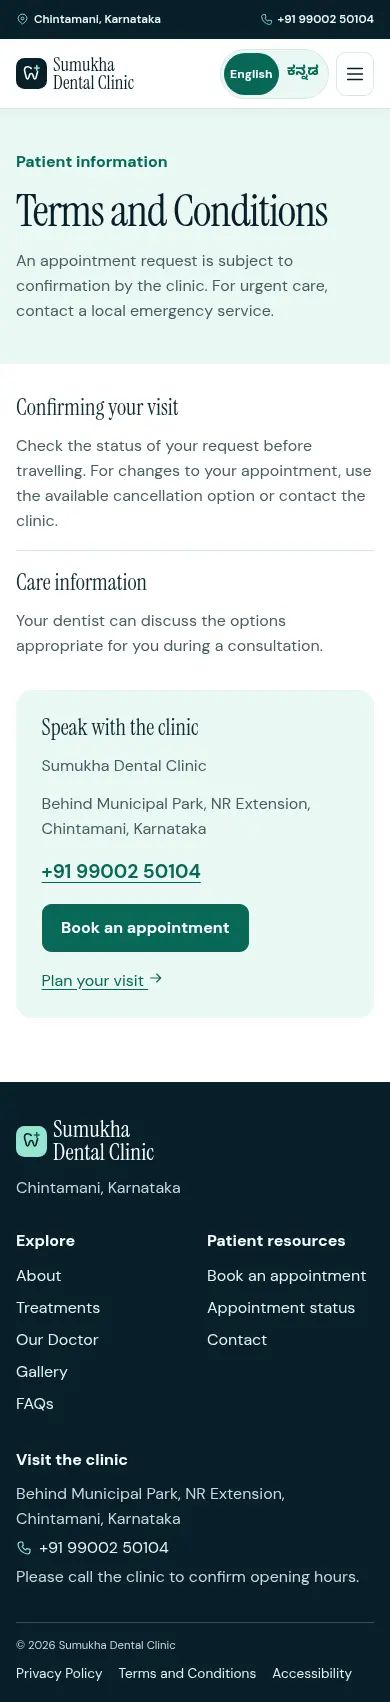 Chintamani, Karnataka
+91 99002 50104
Sumukha
Dental Clinic
English
ಕನ್ನಡ
Patient information
Terms and Conditions
An appointment request is subject to
confirmation by the clinic. For urgent care,
contact a local emergency service.
Confirming your visit
Check the status of your request before
travelling. For changes to your appointment, use
the available cancellation option or contact the
clinic.
Care information
Your dentist can discuss the options
appropriate for you during a consultation.
Speak with the clinic
Sumukha Dental Clinic
Behind Municipal Park, NR Extension,
Chintamani, Karnataka
+91 99002 50104
Book an appointment
Plan your visit →
Sumukha
Dental Clinic
Chintamani, Karnataka
Explore
About
Treatments
Our Doctor
Gallery
FAQs
Patient resources
Book an appointment
Appointment status
Contact
Visit the clinic
Behind Municipal Park, NR Extension,
Chintamani, Karnataka
+91 99002 50104
Please call the clinic to confirm opening hours.
© 2026 Sumukha Dental Clinic
Privacy Policy Terms and Conditions Accessibility